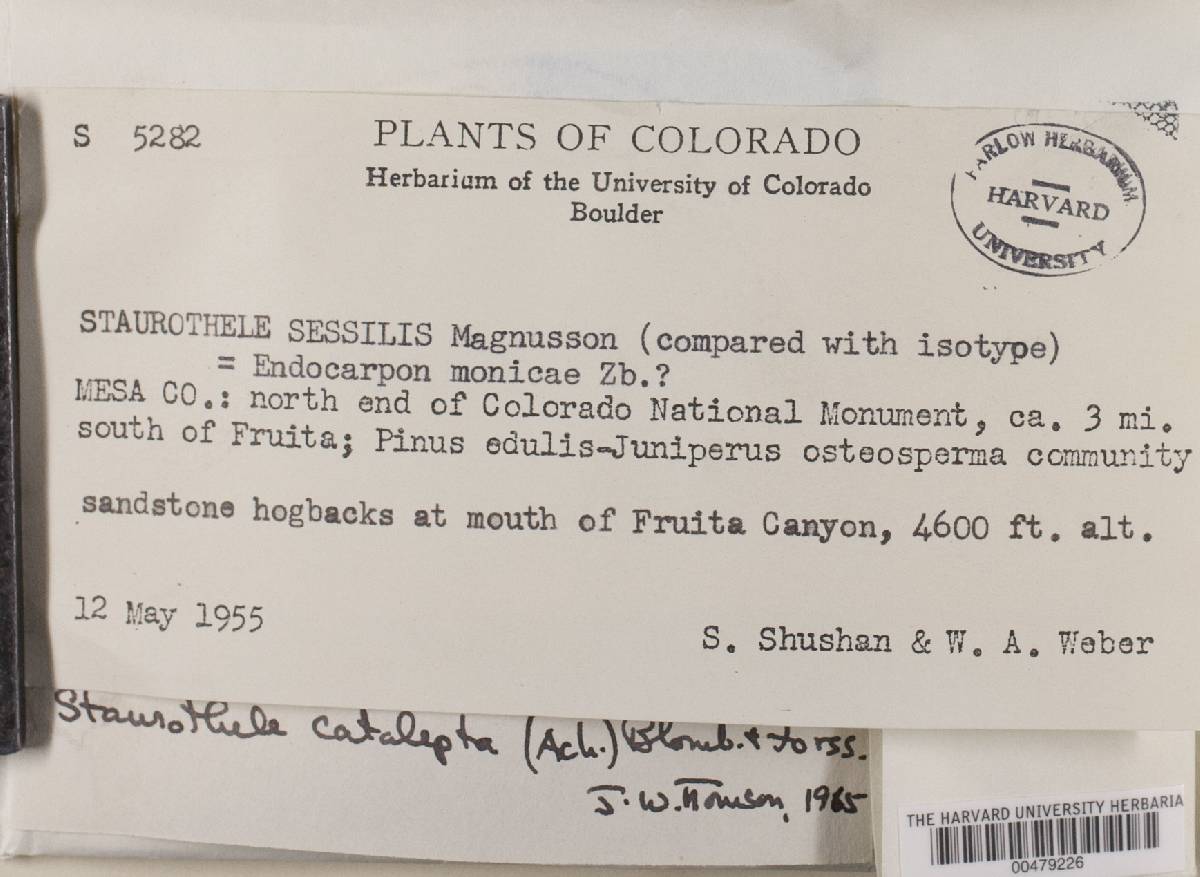 S 5282
PLANTS OF COLORADO
Herbarium of the University of Colorado
Boulder
FARLOW HERBARIUM
HARVARD
UNIVERSITY
STAUROTHELE SESSILIS Magnusson (compared with isotype)
= Endocarpon monicae Zb.?
MESA CO.: north end of Colorado National Monument, ca. 3 mi.
south of Fruita; Pinus edulis-Juniperus osteosperma community
sandstone hogbacks at mouth of Fruita Canyon, 4600 ft. alt.
12 May 1955
S. Shushan & W. A. Weber
Staurothele catalepta (Ach.) Blomb. & Forss.
J. W. Thomson, 1965
THE HARVARD UNIVERSITY HERBARIA
00479226